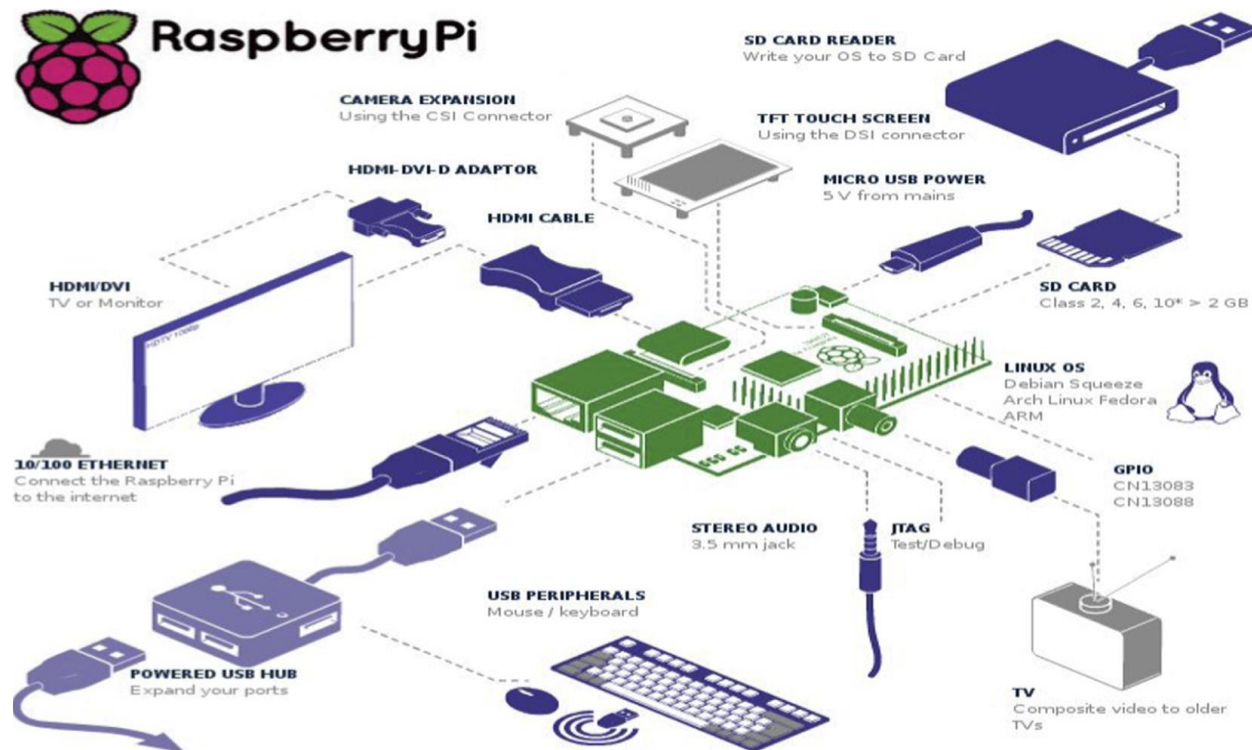 RaspberryPi
SD CARD READER
Write your OS to SD Card
CAMERA EXPANSION
Using the CSI Connector
TFT TOUCH SCREEN
Using the DSI connector
HDMI-DVI-D ADAPTOR
MICRO USB POWER
5 V from mains
HDMI CABLE
HDMI/DVI
TV or Monitor
SD CARD
Class 2, 4, 6, 10* > 2 GB
HDTV 1080p
LINUX OS
Debian Squeeze
Arch Linux Fedora
ARM
10/100 ETHERNET
Connect the Raspberry Pi
to the internet
GPIO
CN13083
CN13088
STEREO AUDIO
3.5 mm jack
JTAG
Test/Debug
USB PERIPHERALS
Mouse / keyboard
POWERED USB HUB
Expand your ports
TV
Composite video to older
TVs